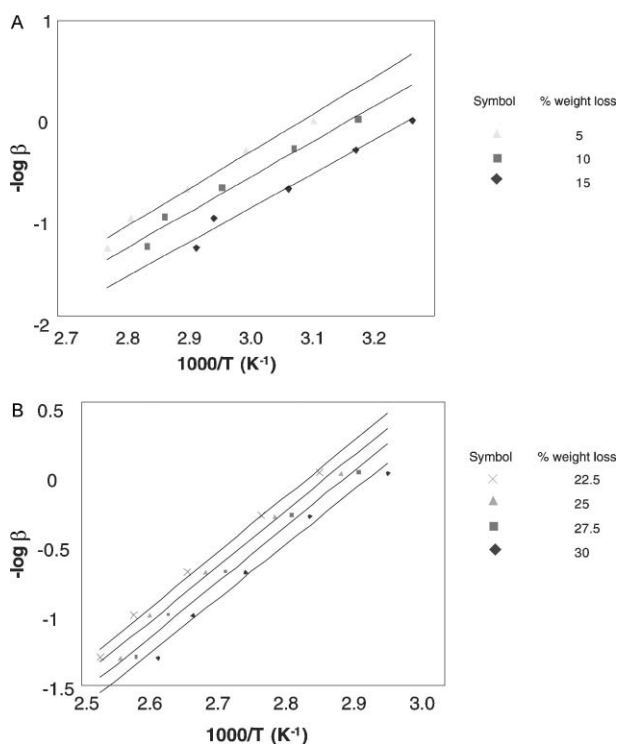 A
1
0
-1
-2
-log β
2.7 2.8 2.9 3.0 3.1 3.2
1000/T (K-1)
Symbol % weight loss
5
10
15
B
0.5
0
-0.5
-1
-1.5
-log β
2.5 2.6 2.7 2.8 2.9 3.0
1000/T (K-1)
Symbol % weight loss
22.5
25
27.5
30